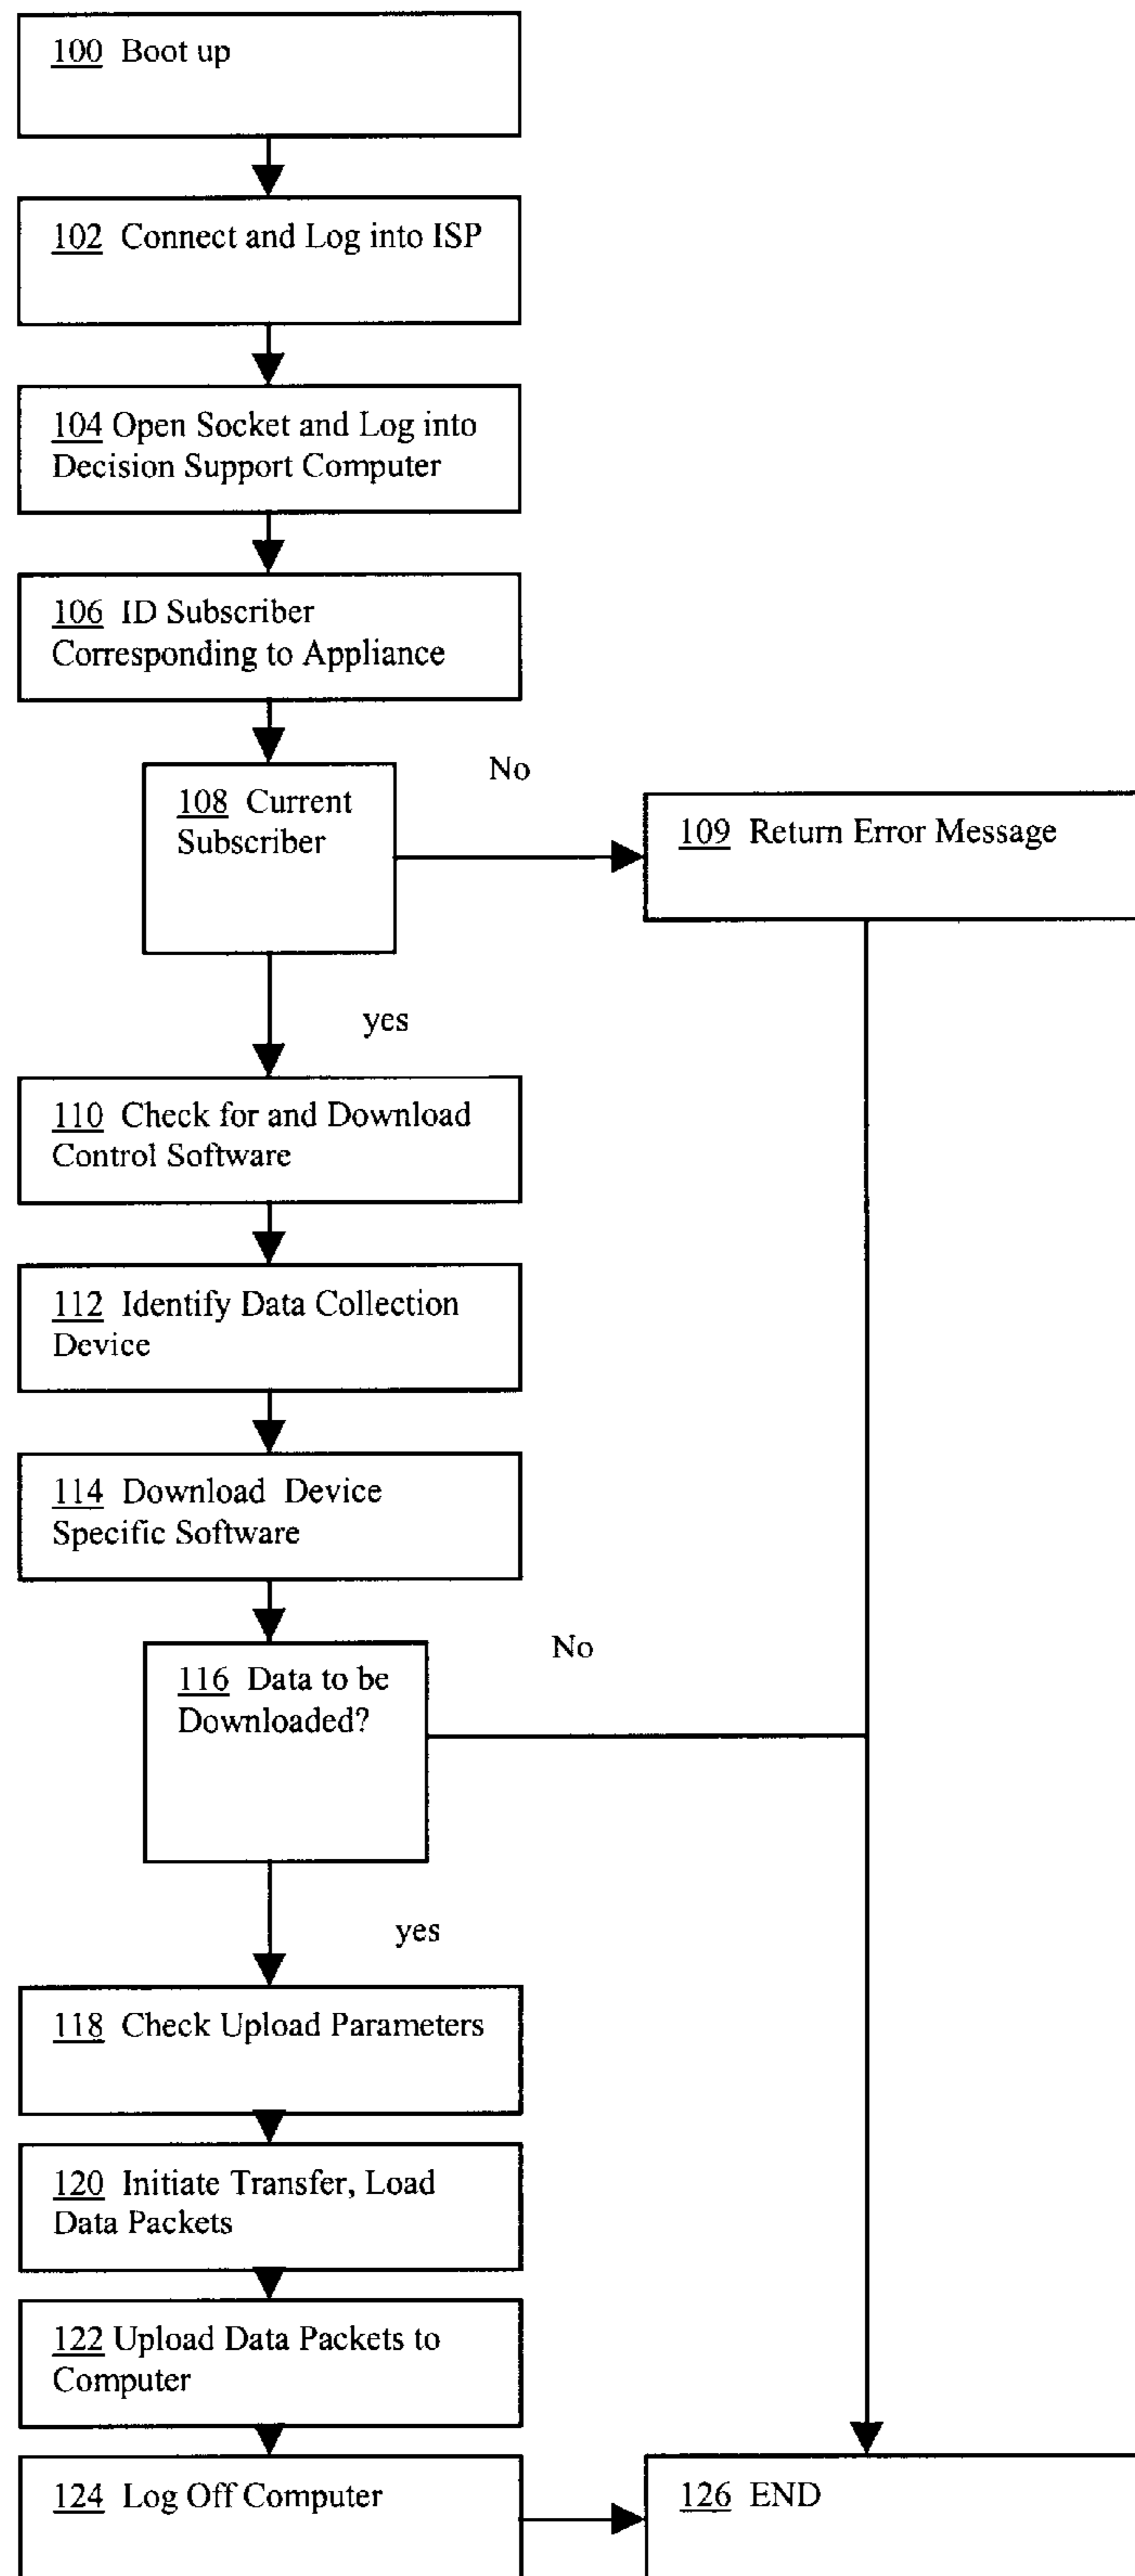 100 Boot up
102 Connect and Log into ISP
104 Open Socket and Log into
Decision Support Computer
106 ID Subscriber
Corresponding to Appliance
No
108 Current
Subscriber
109 Return Error Message
yes
110 Check for and Download
Control Software
112 Identify Data Collection
Device
114 Download Device
Specific Software
No
116 Data to be
Downloaded?
yes
118 Check Upload Parameters
120 Initiate Transfer, Load
Data Packets
122 Upload Data Packets to
Computer
124 Log Off Computer
126 END